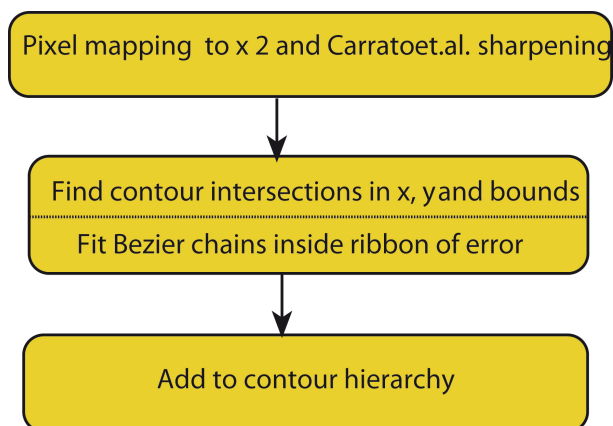 Pixel mapping to x 2 and Carratoet.al. sharpening
Find contour intersections in x, yand bounds
Fit Bezier chains inside ribbon of error
Add to contour hierarchy